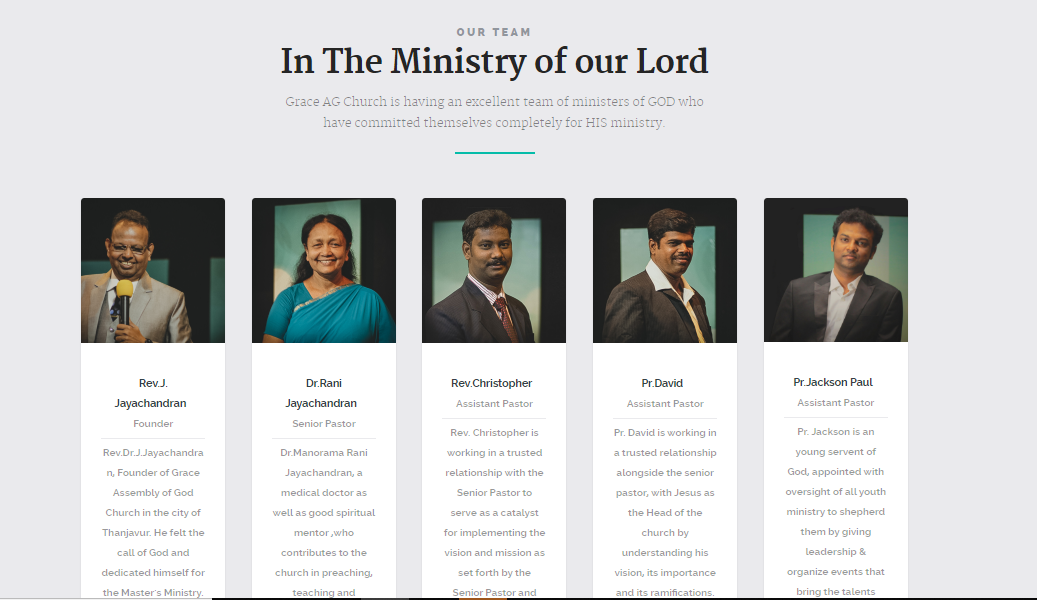 OUR TEAM
In The Ministry of our Lord
Grace AG Church is having an excellent team of ministers of GOD who
have committed themselves completely for HIS ministry.
Rev.J.
Jayachandran
Founder
Rev.Dr.J.Jayachandra
n, Founder of Grace
Assembly of God
Church in the city of
Thanjavur. He felt the
call of God and
dedicated himself for
the Master's Ministry.
Dr.Rani
Jayachandran
Senior Pastor
Dr.Manorama Rani
Jayachandran, a
medical doctor as
well as good spiritual
mentor ,who
contributes to the
church in preaching,
teaching and
Rev.Christopher
Assistant Pastor
Rev. Christopher is
working in a trusted
relationship with the
Senior Pastor to
serve as a catalyst
for implementing the
vision and mission as
set forth by the
Senior Pastor and
Pr.David
Assistant Pastor
Pr. David is working in
a trusted relationship
alongside the senior
pastor, with Jesus as
the Head of the
church by
understanding his
vision, its importance
and its ramifications.
Pr.Jackson Paul
Assistant Pastor
Pr. Jackson is an
young servent of
God, appointed with
oversight of all youth
ministry to shepherd
them by giving
leadership &
organize events that
bring the talents